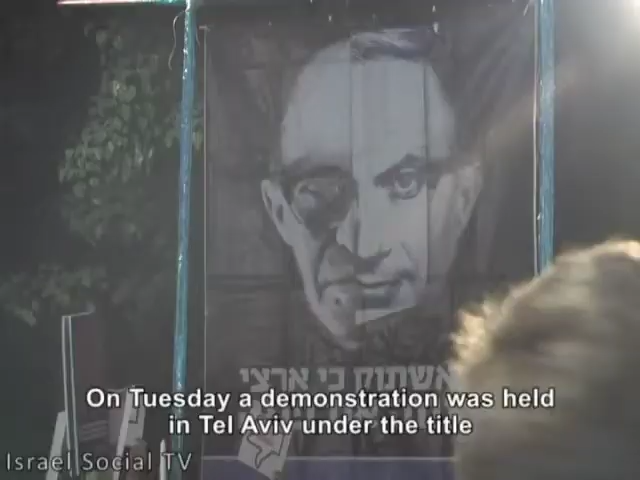 אשתוק כי ארצי
On Tuesday a demonstration was held
in Tel Aviv under the title
Israel Social TV